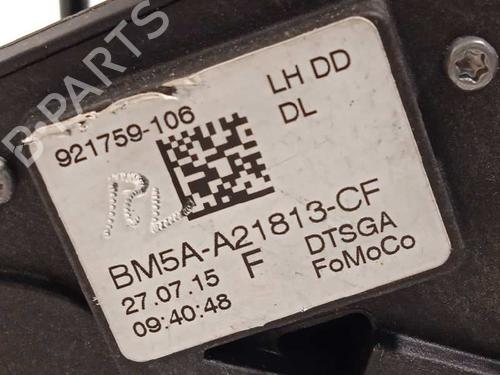 B-PARTS
921759-106
LH DD
DL
BM5A-A21813-CF
27.07.15
F
DTSGA
09:40:48
FoMoCo